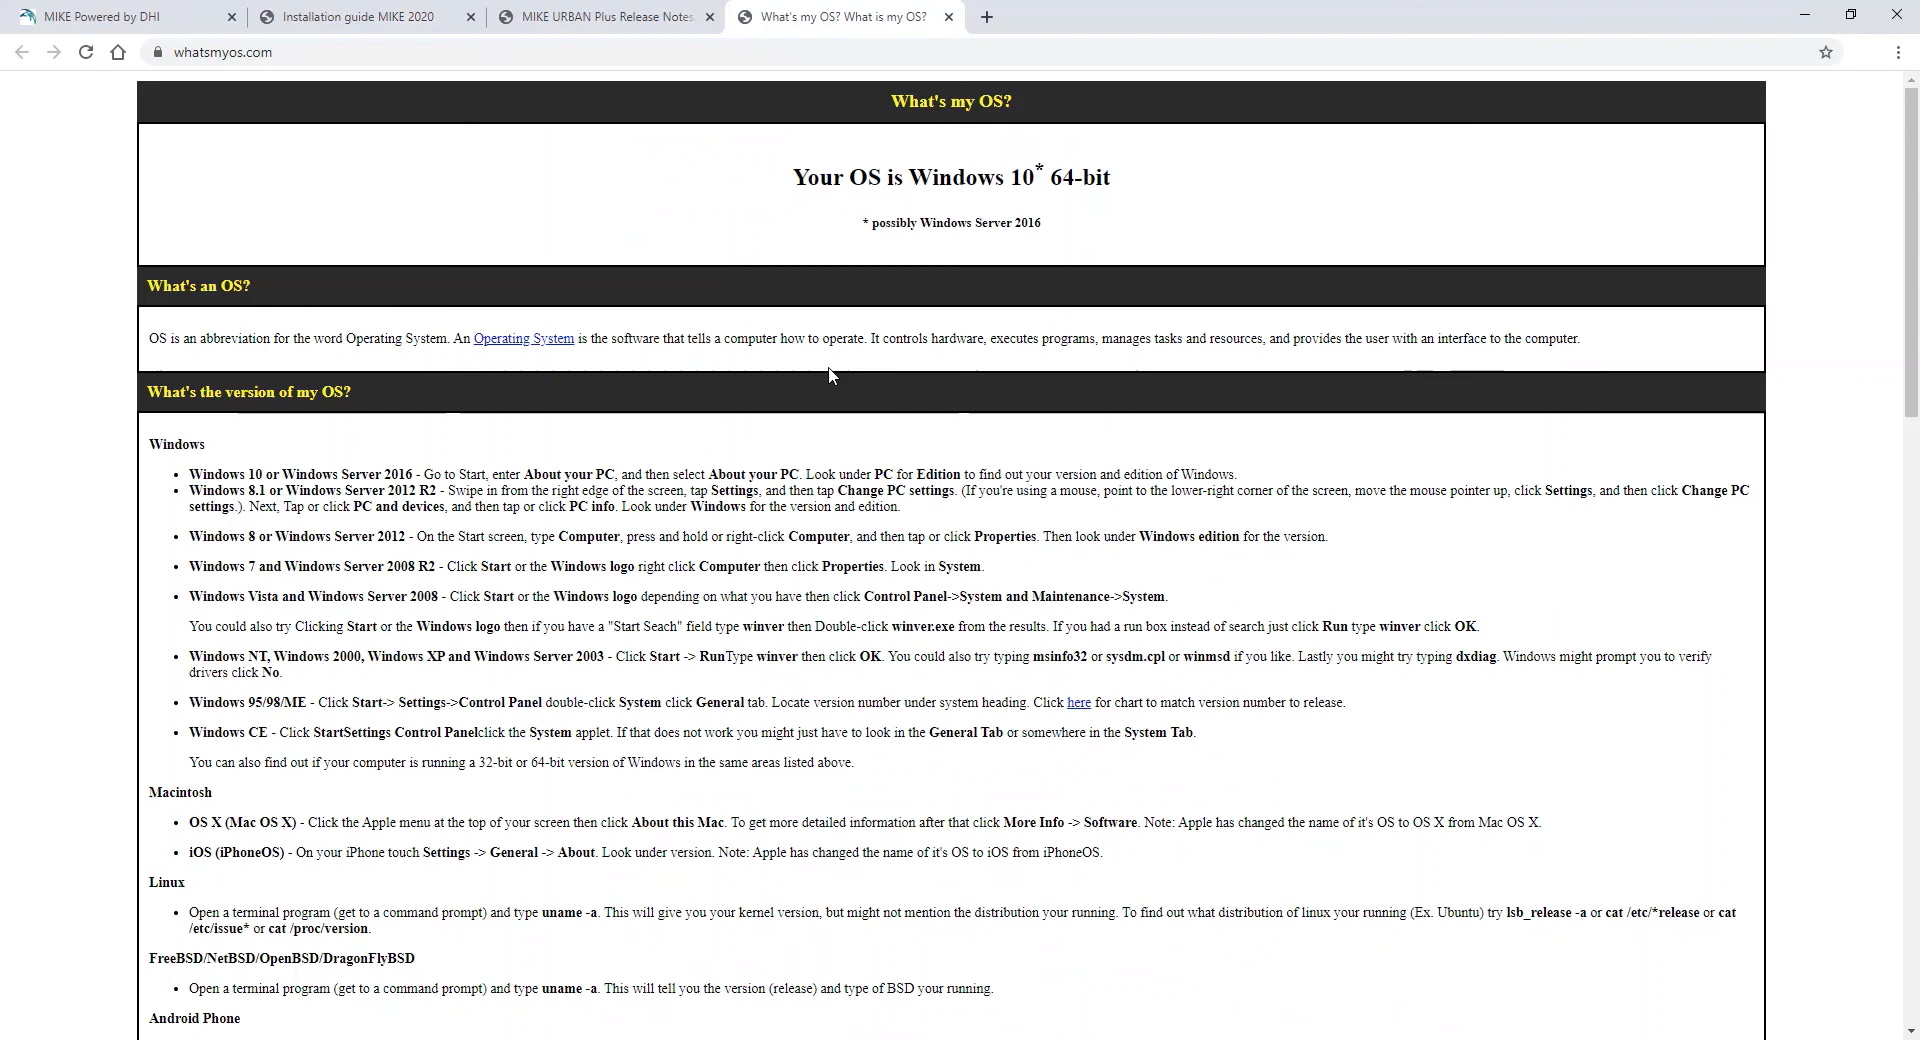 MIKE Powered by DHI
Installation guide MIKE 2020
MIKE URBAN Plus Release Notes
What's my OS? What is my OS?
whatsmyos.com
What's my OS?
Your OS is Windows 10* 64-bit
* possibly Windows Server 2016
What's an OS?
OS is an abbreviation for the word Operating System. An Operating System is the software that tells a computer how to operate. It controls hardware, executes programs, manages tasks and resources, and provides the user with an interface to the computer.
What's the version of my OS?
Windows
• Windows 10 or Windows Server 2016 - Go to Start, enter About your PC, and then select About your PC. Look under PC for Edition to find out your version and edition of Windows.
• Windows 8.1 or Windows Server 2012 R2 - Swipe in from the right edge of the screen, tap Settings, and then tap Change PC settings. (If you're using a mouse, point to the lower-right corner of the screen, move the mouse pointer up, click Settings, and then click Change PC
settings.). Next, Tap or click PC and devices, and then tap or click PC info. Look under Windows for the version and edition.
• Windows 8 or Windows Server 2012 - On the Start screen, type Computer, press and hold or right-click Computer, and then tap or click Properties. Then look under Windows edition for the version.
• Windows 7 and Windows Server 2008 R2 - Click Start or the Windows logo right click Computer then click Properties. Look in System.
• Windows Vista and Windows Server 2008 - Click Start or the Windows logo depending on what you have then click Control Panel->System and Maintenance->System.
You could also try Clicking Start or the Windows logo then if you have a "Start Seach" field type winver then Double-click winver.exe from the results. If you had a run box instead of search just click Run type winver click OK.
• Windows NT, Windows 2000, Windows XP and Windows Server 2003 - Click Start -> RunType winver then click OK. You could also try typing msinfo32 or sysdm.cpl or winmsd if you like. Lastly you might try typing dxdiag. Windows might prompt you to verify
drivers click No.
• Windows 95/98/ME - Click Start-> Settings->Control Panel double-click System click General tab. Locate version number under system heading. Click here for chart to match version number to release.
• Windows CE - Click StartSettings Control Panelclick the System applet. If that does not work you might just have to look in the General Tab or somewhere in the System Tab.
You can also find out if your computer is running a 32-bit or 64-bit version of Windows in the same areas listed above.
Macintosh
• OS X (Mac OS X) - Click the Apple menu at the top of your screen then click About this Mac. To get more detailed information after that click More Info -> Software. Note: Apple has changed the name of it's OS to OS X from Mac OS X.
• iOS (iPhoneOS) - On your iPhone touch Settings -> General -> About. Look under version. Note: Apple has changed the name of it's OS to iOS from iPhoneOS.
Linux
• Open a terminal program (get to a command prompt) and type uname -a. This will give you your kernel version, but might not mention the distribution your running. To find out what distribution of linux your running (Ex. Ubuntu) try lsb_release -a or cat /etc/*release or cat
/etc/issue* or cat /proc/version.
FreeBSD/NetBSD/OpenBSD/DragonFlyBSD
• Open a terminal program (get to a command prompt) and type uname -a. This will tell you the version (release) and type of BSD your running.
Android Phone